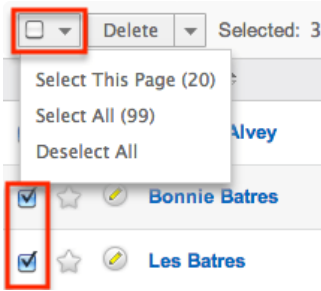 Delete Selected: 3
Select This Page (20)
Select All (99)
Alvey
Deselect All
Bonnie Batres
Les Batres